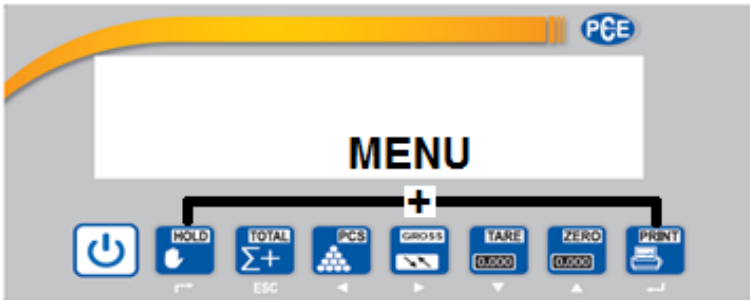 PCE
MENU
+
HOLD TOTAL PCS GROSS TARE ZERO PRINT
Σ+ 0.000 0.000
ESC